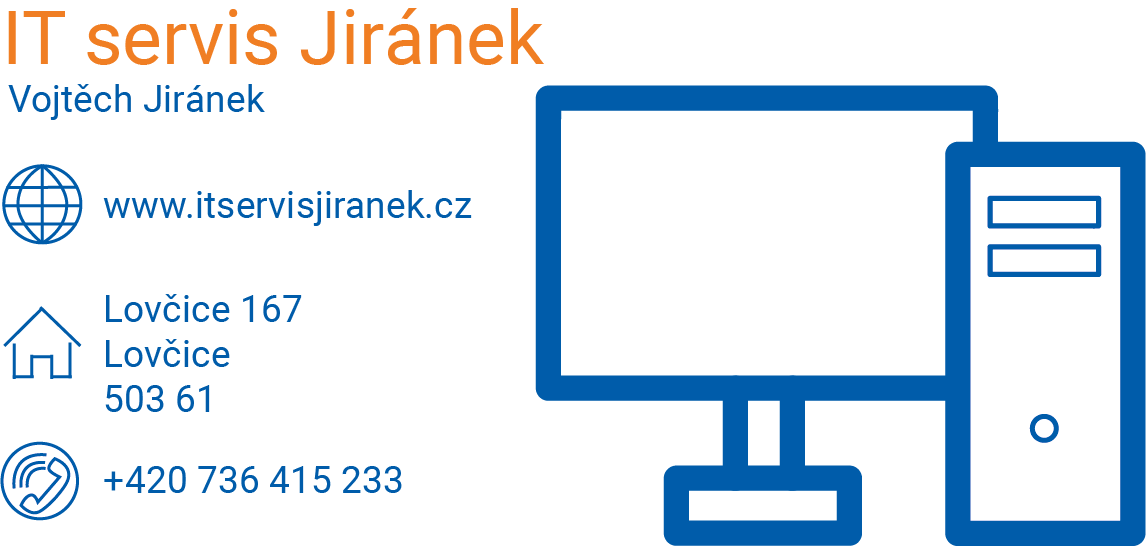 IT servis Jiránek
Vojtěch Jiránek
www.itservisjiranek.cz
Lovčice 167
Lovčice
503 61
+420 736 415 233